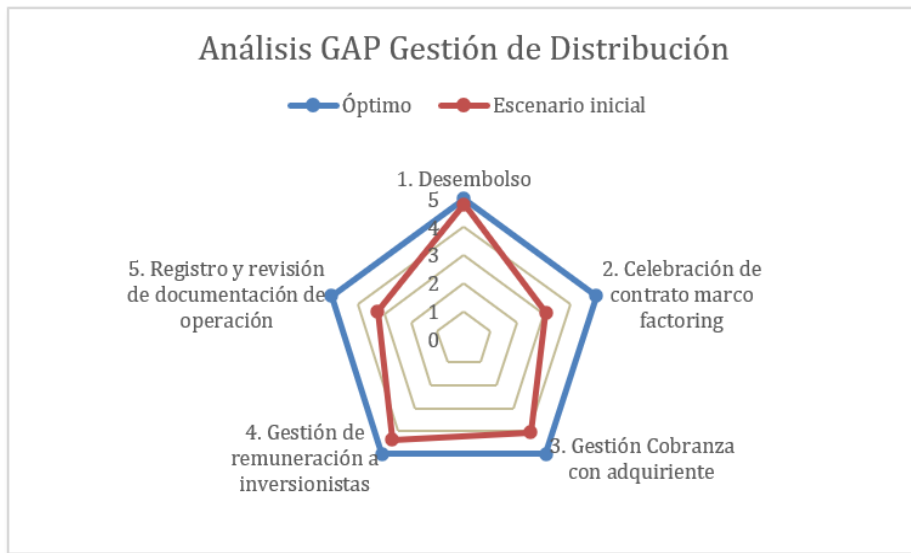 Análisis GAP Gestión de Distribución
Óptimo
Escenario inicial
1. Desembolso
5
4
3
2
1
0
2. Celebración de
contrato marco
factoring
3. Gestión Cobranza
con adquiriente
4. Gestión de
remuneración a
inversionistas
5. Registro y revisión
de documentación de
operación